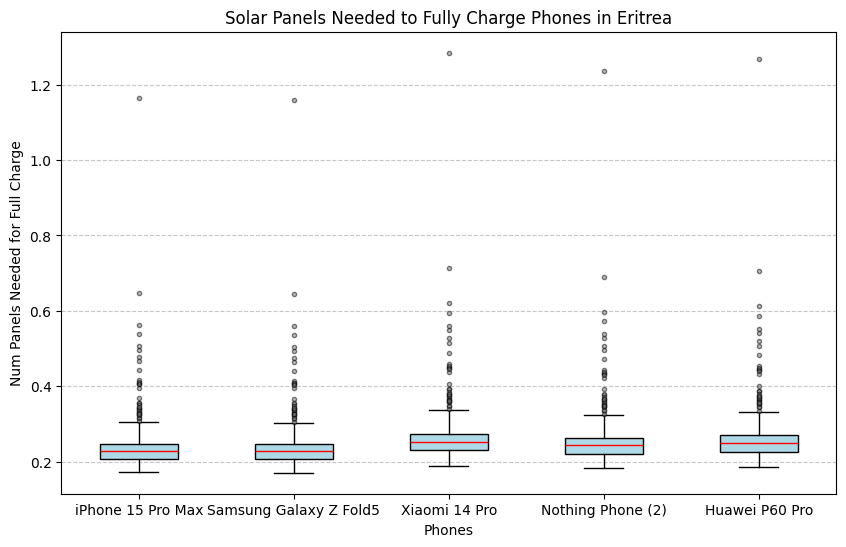 Solar Panels Needed to Fully Charge Phones in Eritrea
Num Panels Needed for Full Charge
1.2
1.0
0.8
0.6
0.4
0.2
iPhone 15 Pro Max Samsung Galaxy Z Fold5 Xiaomi 14 Pro Nothing Phone (2) Huawei P60 Pro
Phones